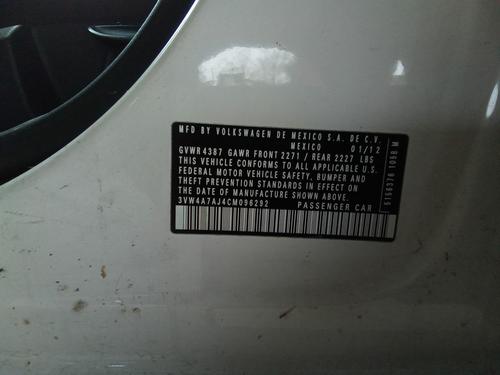 MFD BY VOLKSWAGEN DE MEXICO S.A. DE C.V.
MEXICO 01/12
GVWR 4387 GAWR FRONT 2271 / REAR 2227 LBS
THIS VEHICLE CONFORMS TO ALL APPLICABLE U.S.
FEDERAL MOTOR VEHICLE SAFETY, BUMPER AND
THEFT PREVENTION STANDARDS IN EFFECT ON
THE DATE OF MANUFACTURE SHOWN ABOVE.
3VW4A7AJ4CM096292 PASSENGER CAR
5156376 1058 M